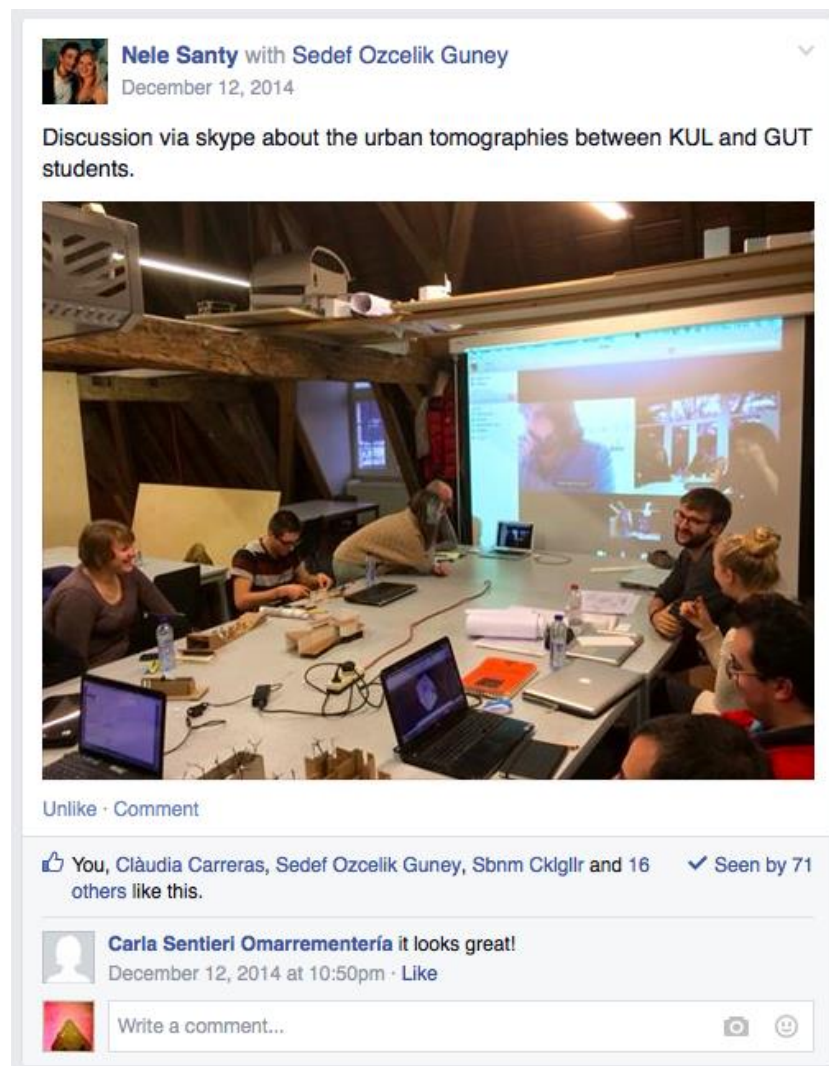 Nele Santy with Sedef Ozcelik Guney
December 12, 2014
Discussion via skype about the urban tomographies between KUL and GUT
students.
Unlike · Comment
You, Clàudia Carreras, Sedef Ozcelik Guney, Sbnm Cklgllr and 16
others like this.
Seen by 71
Carla Sentieri Omarrementería it looks great!
December 12, 2014 at 10:50pm · Like
Write a comment...